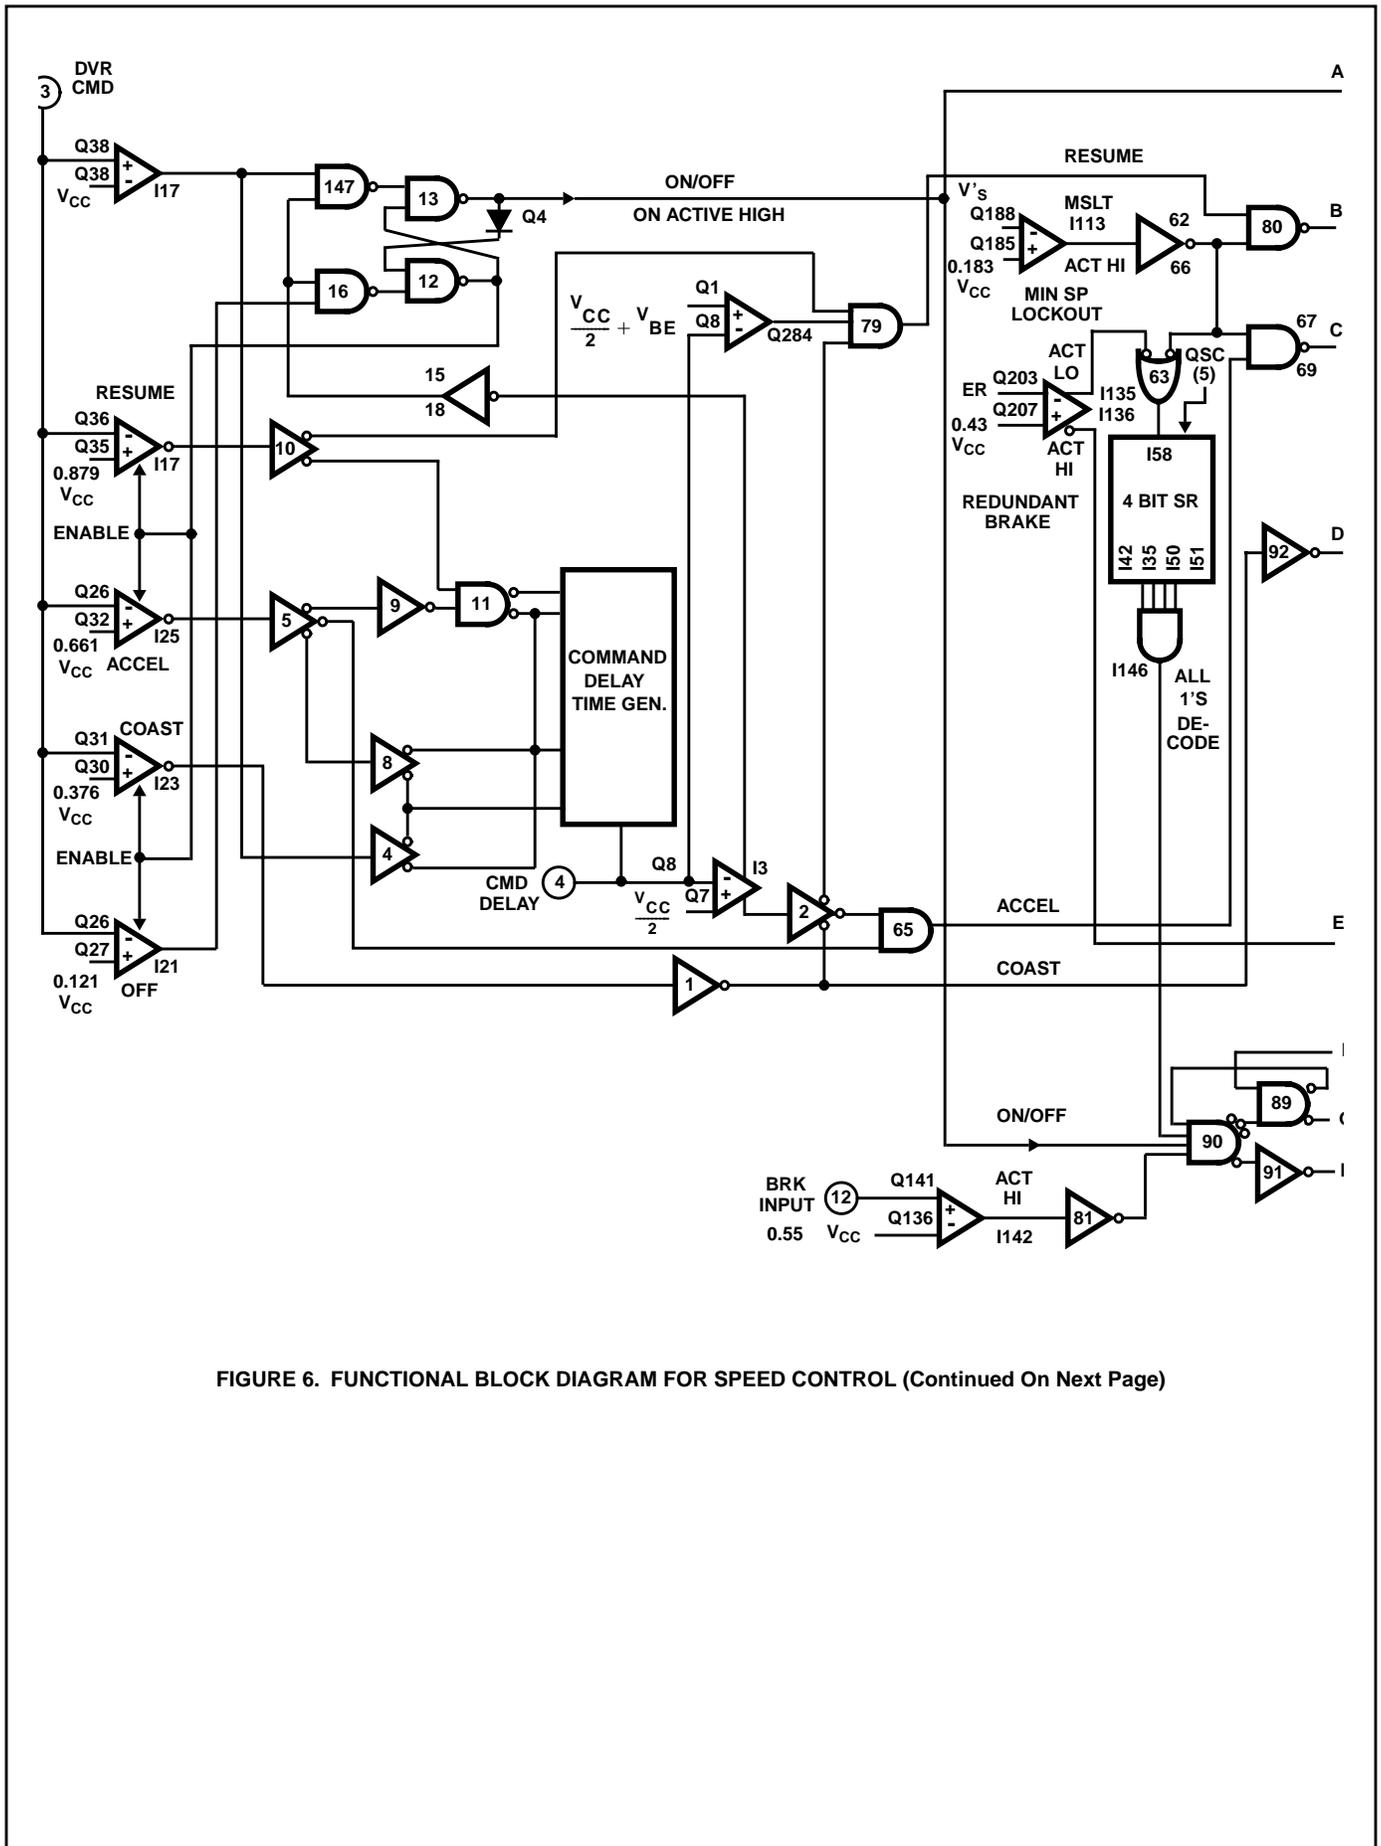 DVR
CMD
3
A
Q38
Q38
VCC
I17
147
13
Q4
ON/OFF
ON ACTIVE HIGH
RESUME
V'S
Q188
Q185
0.183
VCC
MSLT
I113
ACT HI
MIN SP
LOCKOUT
62
66
80
B
16
12
VCC
2
+ VBE
Q1
Q8
Q284
79
67
69
C
15
18
ACT
LO
63
QSC
(5)
ER
Q203
Q207
0.43
VCC
I135
I136
ACT
HI
REDUNDANT
BRAKE
I58
4 BIT SR
I42
I35
I50
I51
RESUME
Q36
Q35
0.879
VCC
I17
10
ENABLE
92
D
Q26
Q32
0.661
VCC
I25
ACCEL
5
9
11
COMMAND
DELAY
TIME GEN.
I146
ALL
1'S
DE-
CODE
COAST
Q31
Q30
0.376
VCC
I23
8
4
ENABLE
CMD
DELAY
4
Q8
VCC
2
Q7
I3
2
65
ACCEL
E
Q26
Q27
0.121
VCC
I21
OFF
1
COAST
89
ON/OFF
90
91
BRK
INPUT
12
0.55
VCC
Q141
Q136
ACT
HI
I142
81
FIGURE 6. FUNCTIONAL BLOCK DIAGRAM FOR SPEED CONTROL (Continued On Next Page)